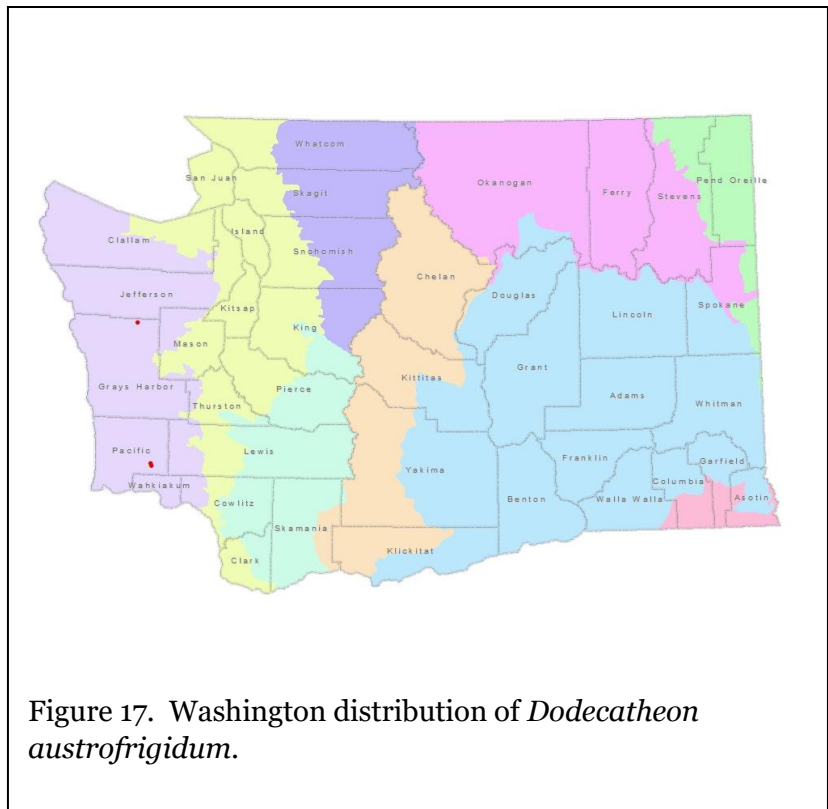 Whatcom
San Juan
Skagit
Okanogan
Ferry
Stevens
Pend Oreille
Clallam
Island
Snohomish
Chelan
Jefferson
Kitsap
Douglas
Lincoln
Spokane
King
Mason
Grays Harbor
Kittitas
Grant
Pierce
Adams
Thurston
Whitman
Pacific
Lewis
Yakima
Franklin
Garfield
Columbia
Wahkiakum
Cowlitz
Benton
Walla Walla
Asotin
Skamania
Klickitat
Clark
Figure 17. Washington distribution of Dodecatheon
austrofrigidum.